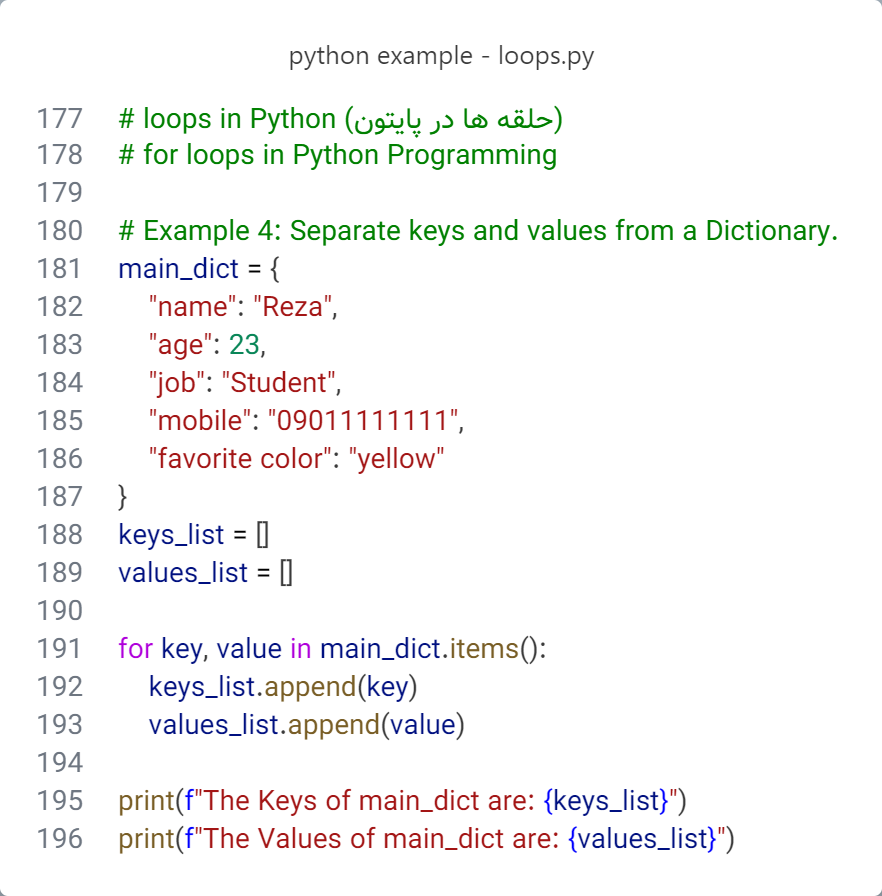 python example - loops.py
177 # loops in Python (حلقه ها در پایتون)
178 # for loops in Python Programming
179
180 # Example 4: Separate keys and values from a Dictionary.
181 main_dict = {
182     "name": "Reza",
183     "age": 23,
184     "job": "Student",
185     "mobile": "09011111111",
186     "favorite color": "yellow"
187 }
188 keys_list = []
189 values_list = []
190
191 for key, value in main_dict.items():
192     keys_list.append(key)
193     values_list.append(value)
194
195 print(f"The Keys of main_dict are: {keys_list}")
196 print(f"The Values of main_dict are: {values_list}")